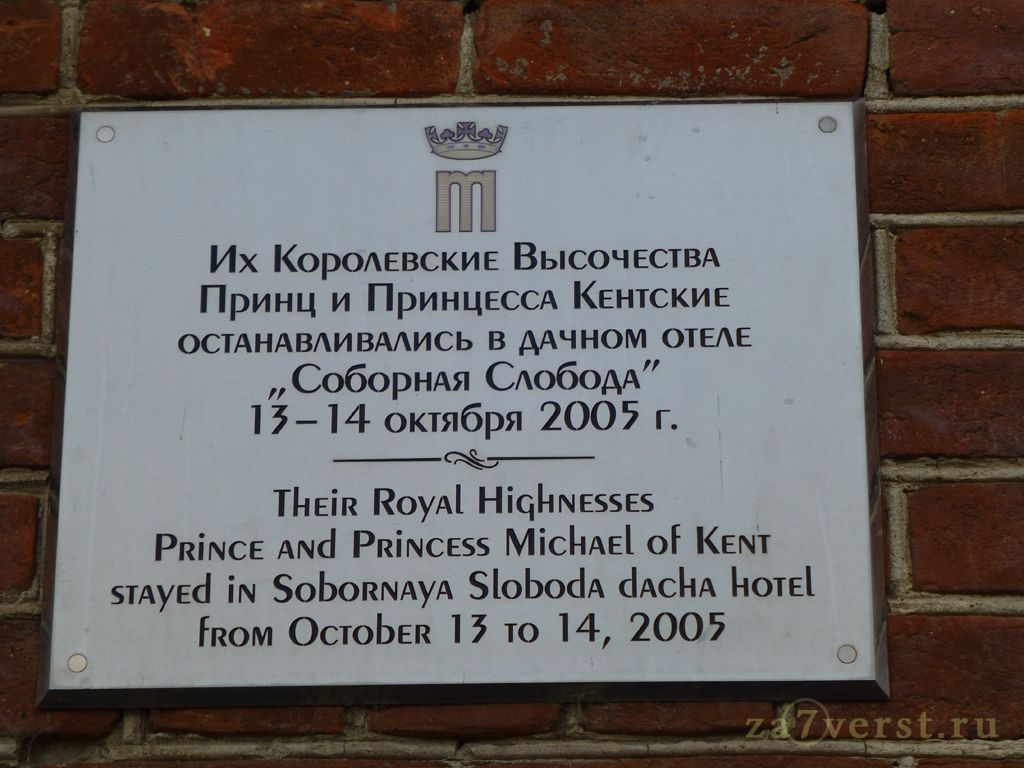 m
Их Королевские Высочества
Принц и Принцесса Кентские
останавливались в дачном отеле
„Соборная Слобода”
13–14 октября 2005 г.
Their Royal Highnesses
Prince and Princess Michael of Kent
stayed in Sobornaya Sloboda dacha hotel
from October 13 to 14, 2005
za7verst.ru